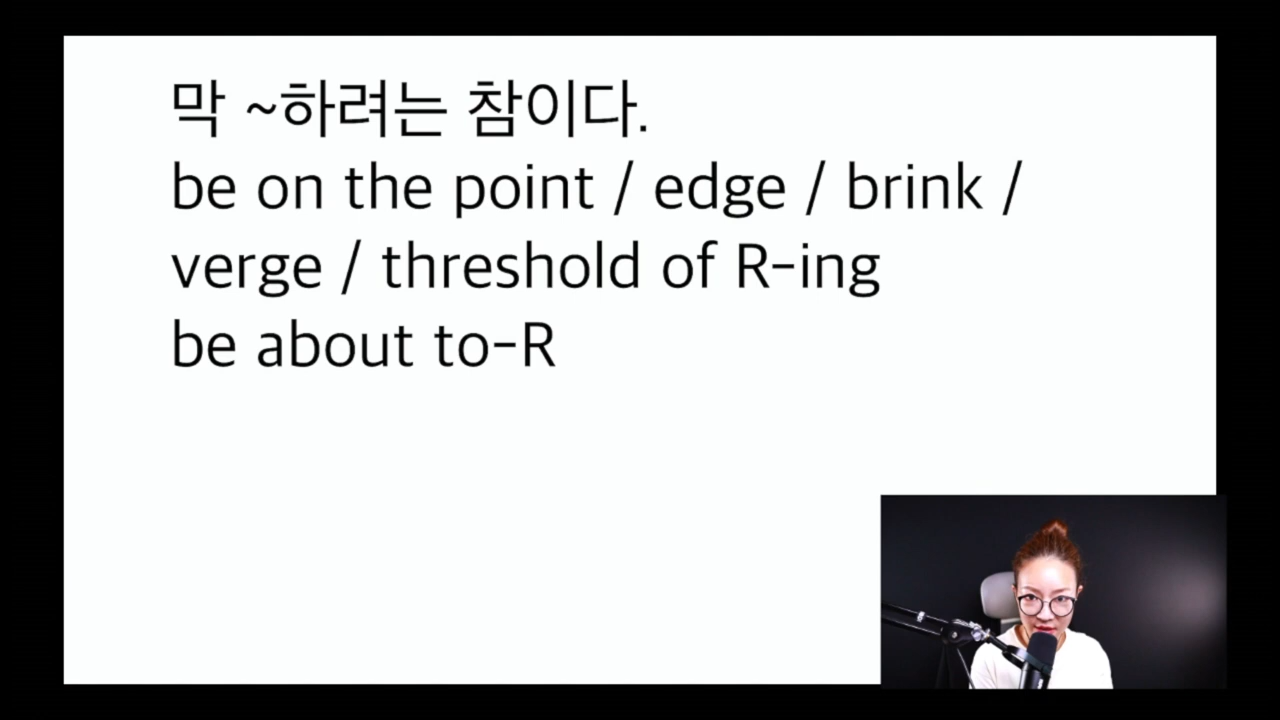 막 ~하려는 참이다.
be on the point / edge / brink /
verge / threshold of R-ing
be about to-R